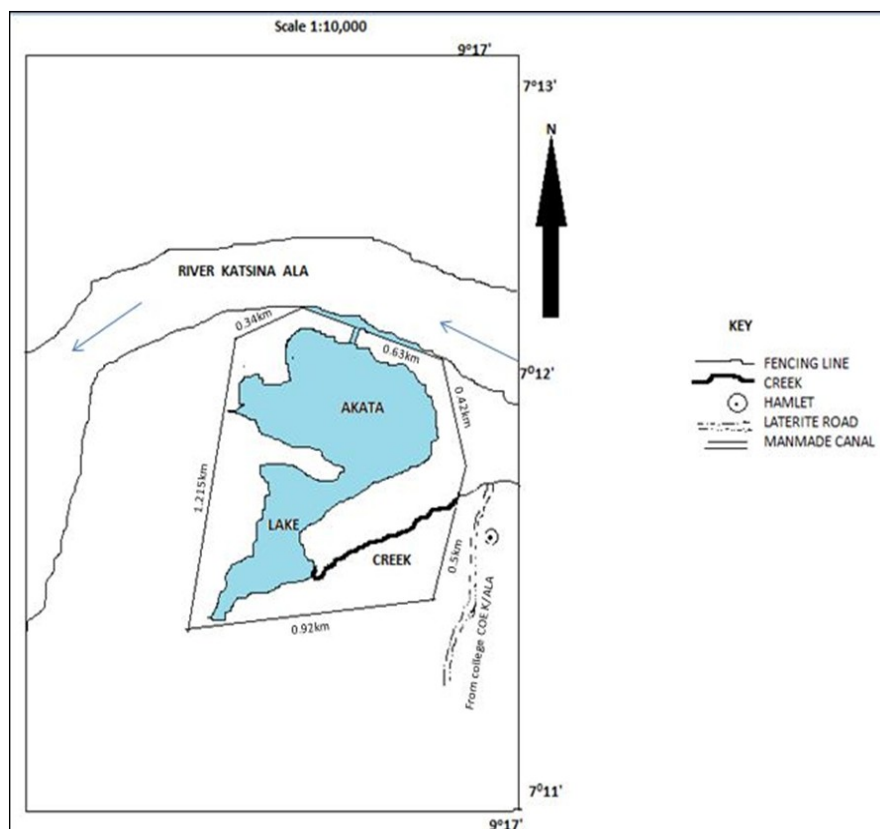 Scale 1:10,000
9°17'
7°13'
N
RIVER KATSINA ALA
0.34km
0.63km
7°12'
KEY
FENCING LINE
CREEK
HAMLET
LATERITE ROAD
MANMADE CANAL
AKATA
0.42km
1.215km
LAKE
CREEK
0.5km
0.92km
From college COE K/ALA
7°11'
9°17'